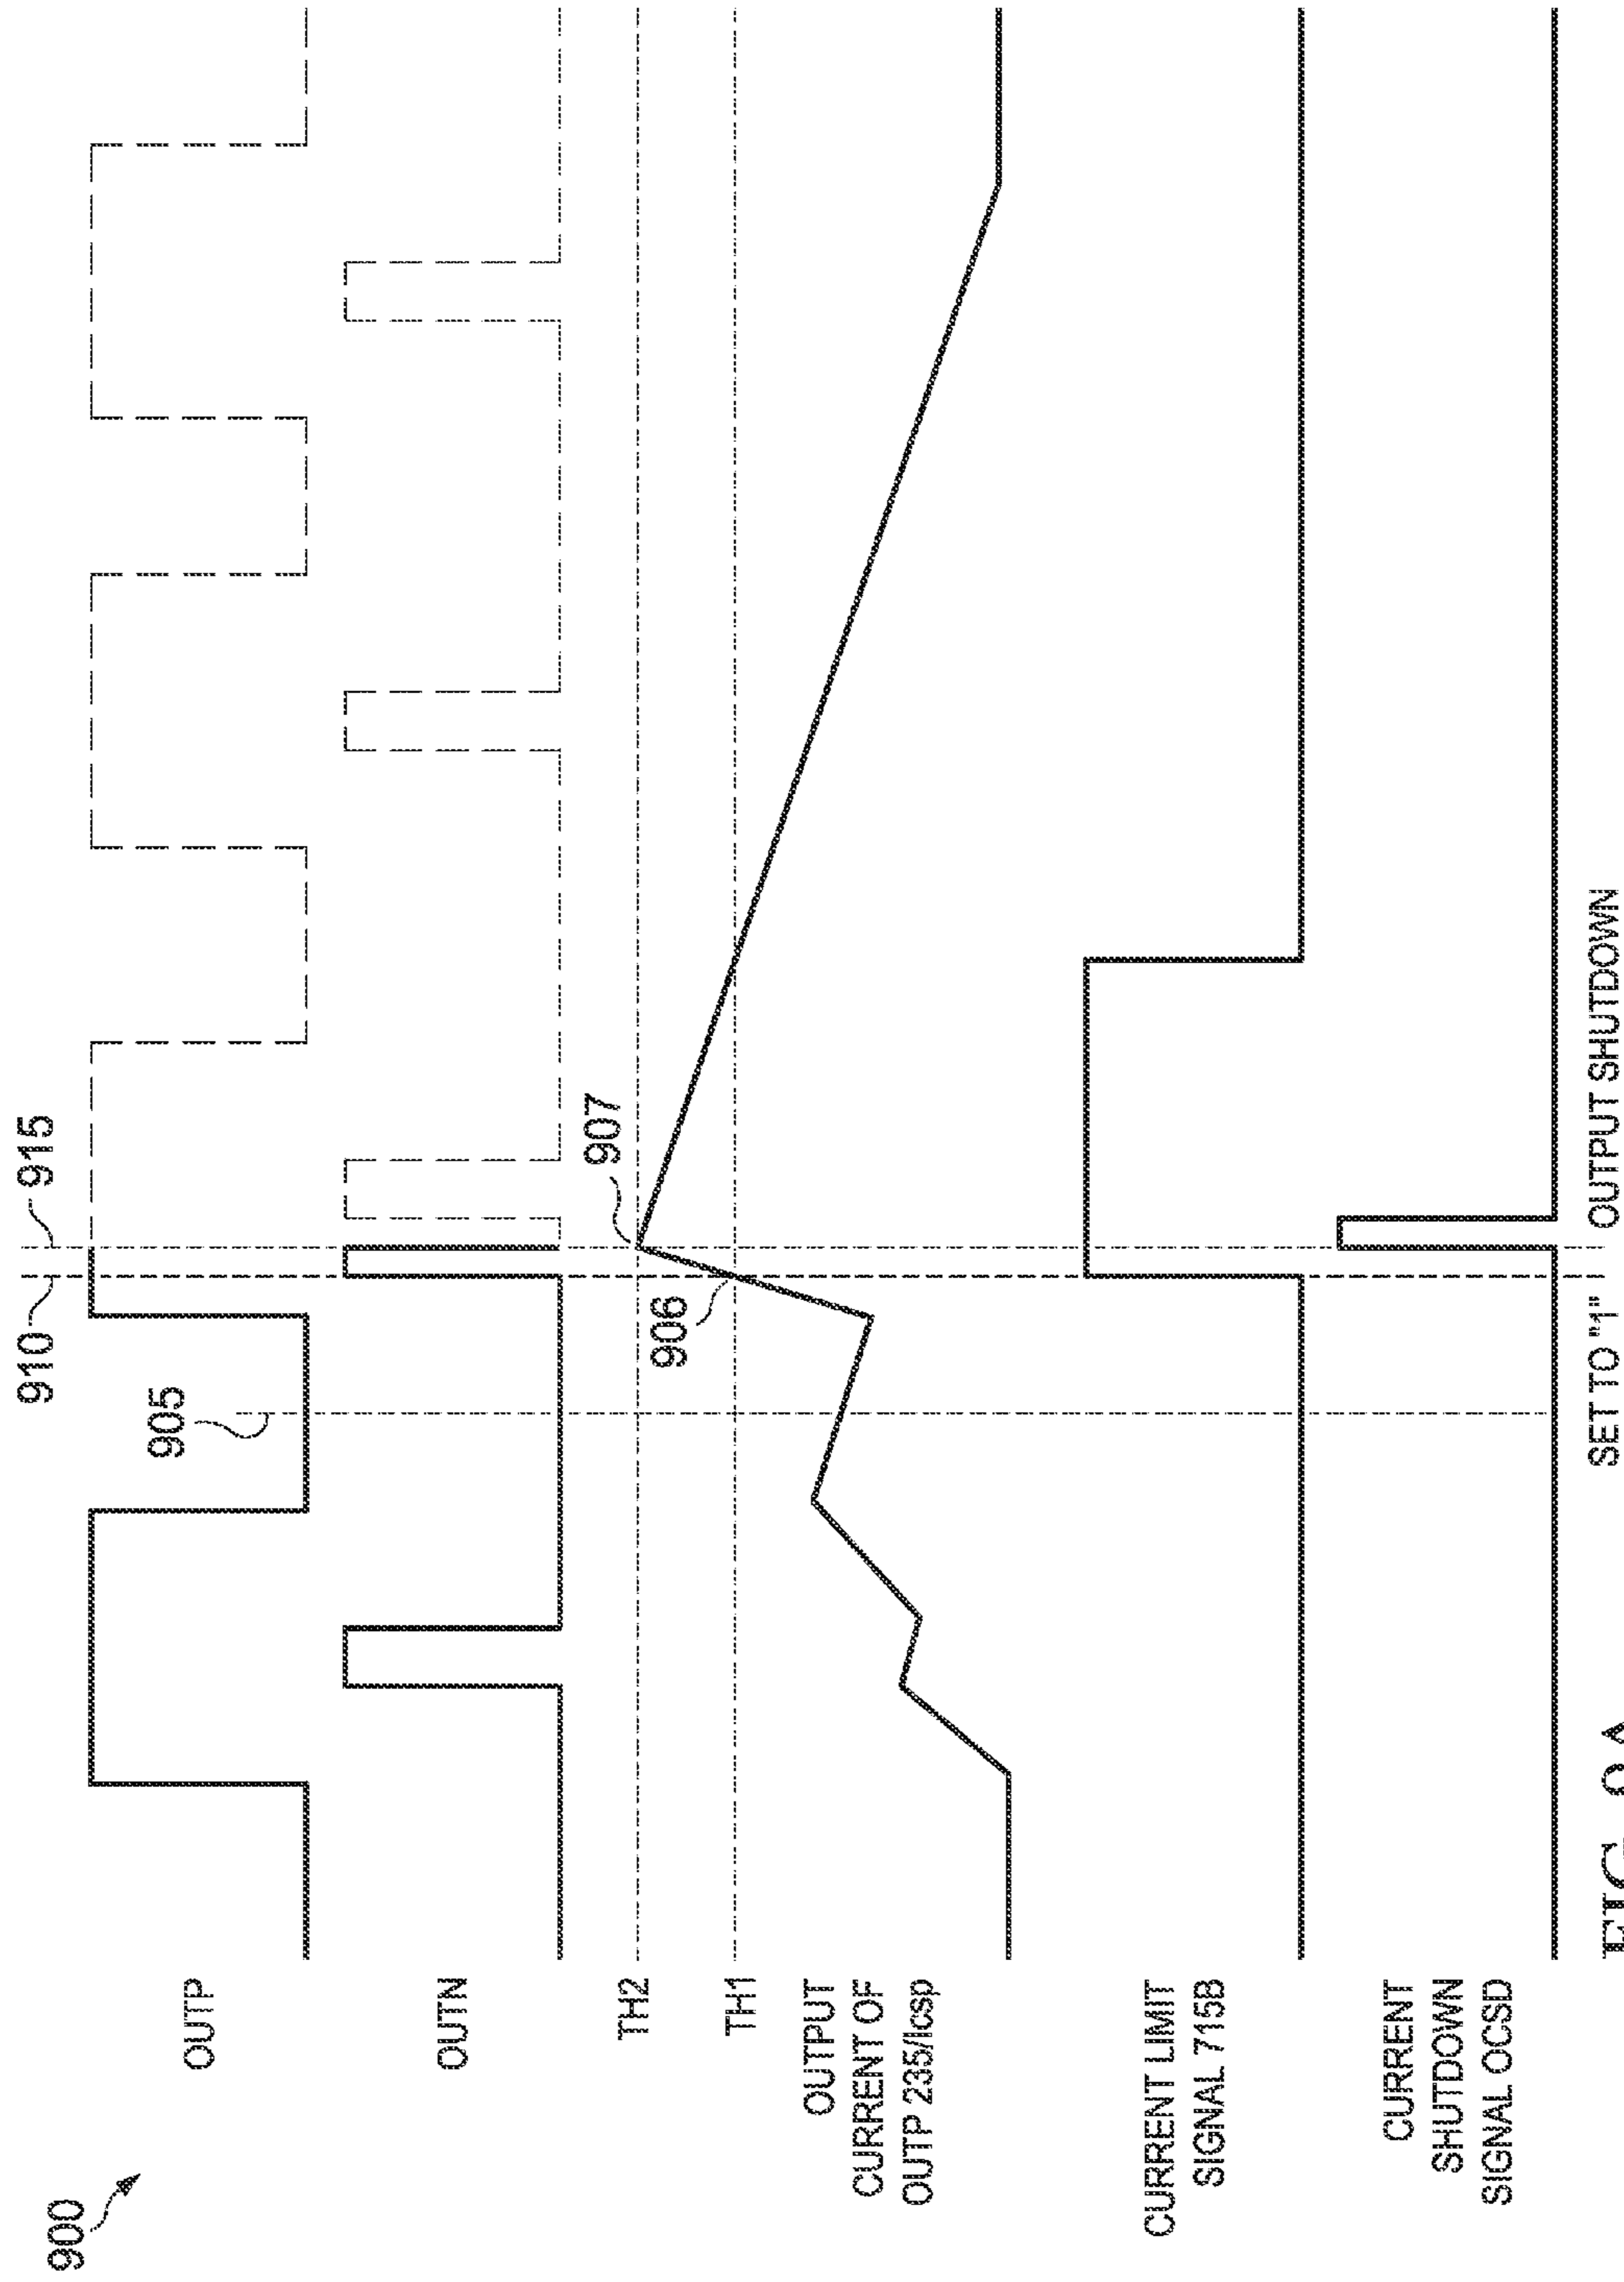 900
910
915
905
OUTP
OUTN
TH2
907
TH1
906
OUTPUT
CURRENT OF
OUTP 235/Icsp
CURRENT LIMIT
SIGNAL 715B
CURRENT
SHUTDOWN
SIGNAL OCSD
SET TO "1"
OUTPUT SHUTDOWN